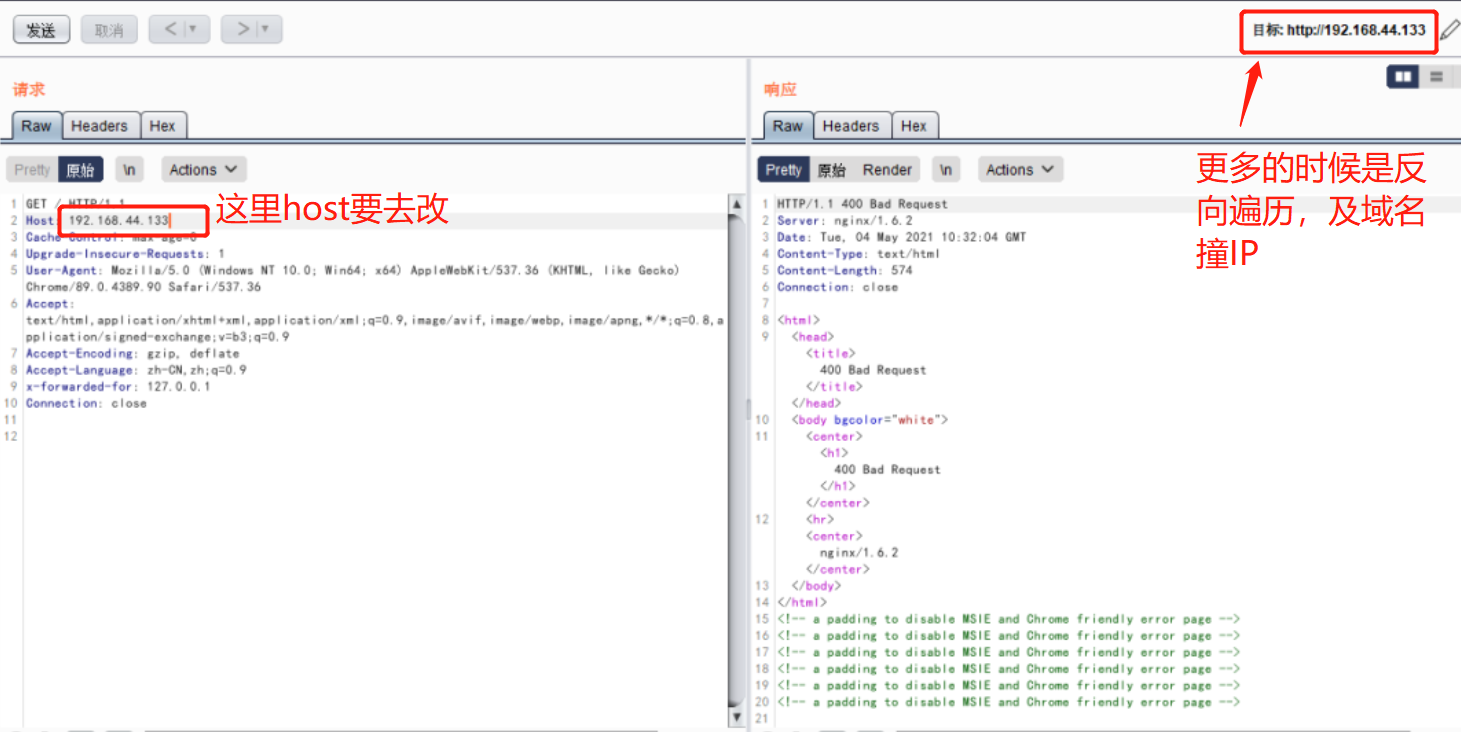 发送 取消 < ▼ > ▼ 目标: http://192.168.44.133
请求
Raw Headers Hex
Pretty 原始 \n Actions
1 GET / HTTP/1.1
2 Host: 192.168.44.133
3 Cache-Control: max-age=0
4 Upgrade-Insecure-Requests: 1
5 User-Agent: Mozilla/5.0 (Windows NT 10.0; Win64; x64) AppleWebKit/537.36 (KHTML, like Gecko)
Chrome/89.0.4389.90 Safari/537.36
6 Accept:
text/html,application/xhtml+xml,application/xml;q=0.9,image/avif,image/webp,image/apng,*/*;q=0.8,a
pplication/signed-exchange;v=b3;q=0.9
7 Accept-Encoding: gzip, deflate
8 Accept-Language: zh-CN,zh;q=0.9
9 x-forwarded-for: 127.0.0.1
10 Connection: close
11
12
这里host要去改
响应
Raw Headers Hex
Pretty 原始 Render \n Actions
1 HTTP/1.1 400 Bad Request
2 Server: nginx/1.6.2
3 Date: Tue, 04 May 2021 10:32:04 GMT
4 Content-Type: text/html
5 Content-Length: 574
6 Connection: close
7
8 <html>
9 <head>
<title>
400 Bad Request
</title>
</head>
10 <body bgcolor="white">
11 <center>
<h1>
400 Bad Request
</h1>
</center>
12 <hr>
<center>
nginx/1.6.2
</center>
13 </body>
14 </html>
15 <!-- a padding to disable MSIE and Chrome friendly error page -->
16 <!-- a padding to disable MSIE and Chrome friendly error page -->
17 <!-- a padding to disable MSIE and Chrome friendly error page -->
18 <!-- a padding to disable MSIE and Chrome friendly error page -->
19 <!-- a padding to disable MSIE and Chrome friendly error page -->
20 <!-- a padding to disable MSIE and Chrome friendly error page -->
21
更多的时候是反
向遍历，及域名
撞IP